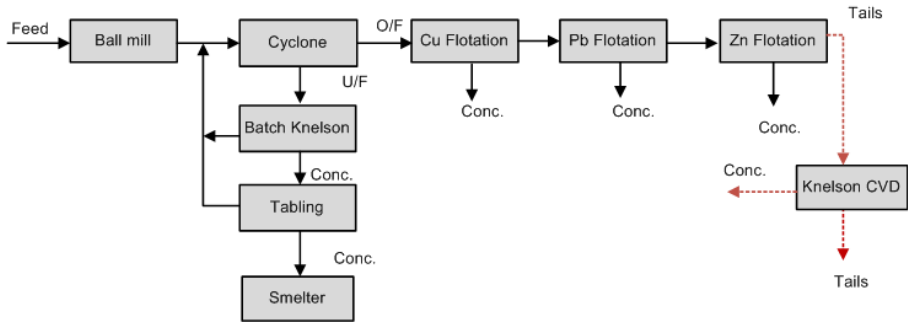 Feed
Ball mill
Cyclone
O/F
Cu Flotation
Pb Flotation
Zn Flotation
Tails
U/F
Batch Knelson
Conc.
Conc.
Conc.
Conc.
Tabling
Conc.
Knelson CVD
Conc.
Smelter
Tails